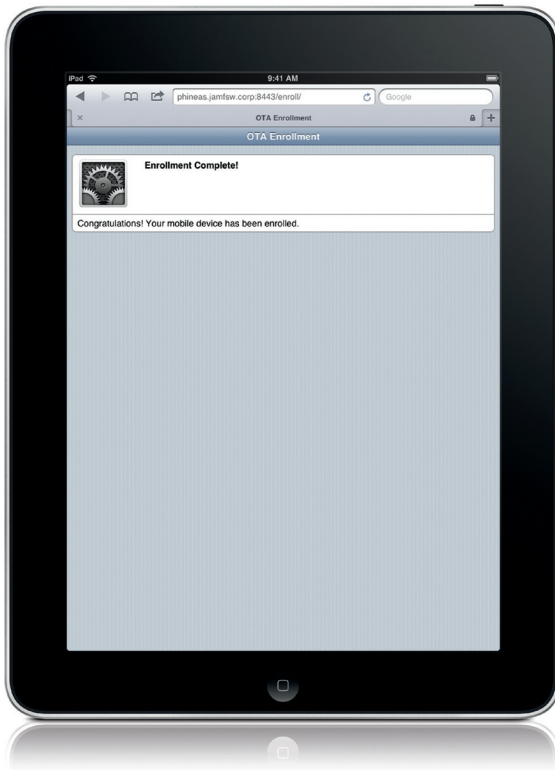 iPad 9:41 AM
phineas.jamfsw.corp:8443/enroll/ Google
OTA Enrollment
OTA Enrollment
Enrollment Complete!
Congratulations! Your mobile device has been enrolled.